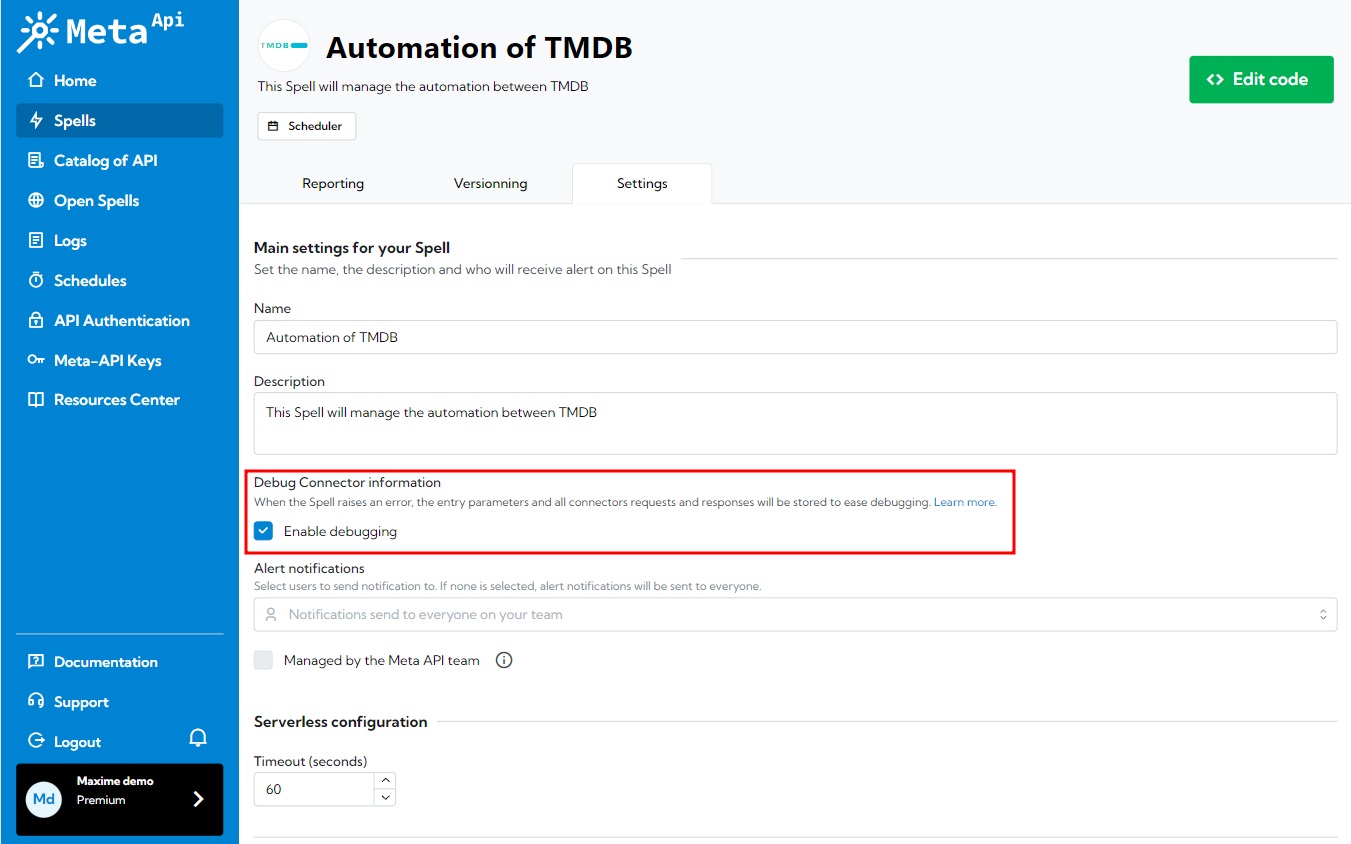 Meta Api
Home
Spells
Catalog of API
Open Spells
Logs
Schedules
API Authentication
Meta-API Keys
Resources Center
Documentation
Support
Logout
Md
Maxime demo
Premium
TMDB
Automation of TMDB
This Spell will manage the automation between TMDB
Edit code
Scheduler
Reporting
Versionning
Settings
Main settings for your Spell
Set the name, the description and who will receive alert on this Spell
Name
Automation of TMDB
Description
This Spell will manage the automation between TMDB
Debug Connector information
When the Spell raises an error, the entry parameters and all connectors requests and responses will be stored to ease debugging. Learn more.
Enable debugging
Alert notifications
Select users to send notification to. If none is selected, alert notifications will be sent to everyone.
Notifications send to everyone on your team
Managed by the Meta API team
Serverless configuration
Timeout (seconds)
60